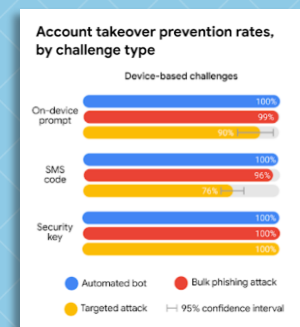 Account takeover prevention rates,
by challenge type
Device-based challenges
On-device
prompt
100%
99%
90%
SMS
code
100%
96%
76%
Security
key
100%
100%
100%
Automated bot
Bulk phishing attack
Targeted attack
95% confidence interval